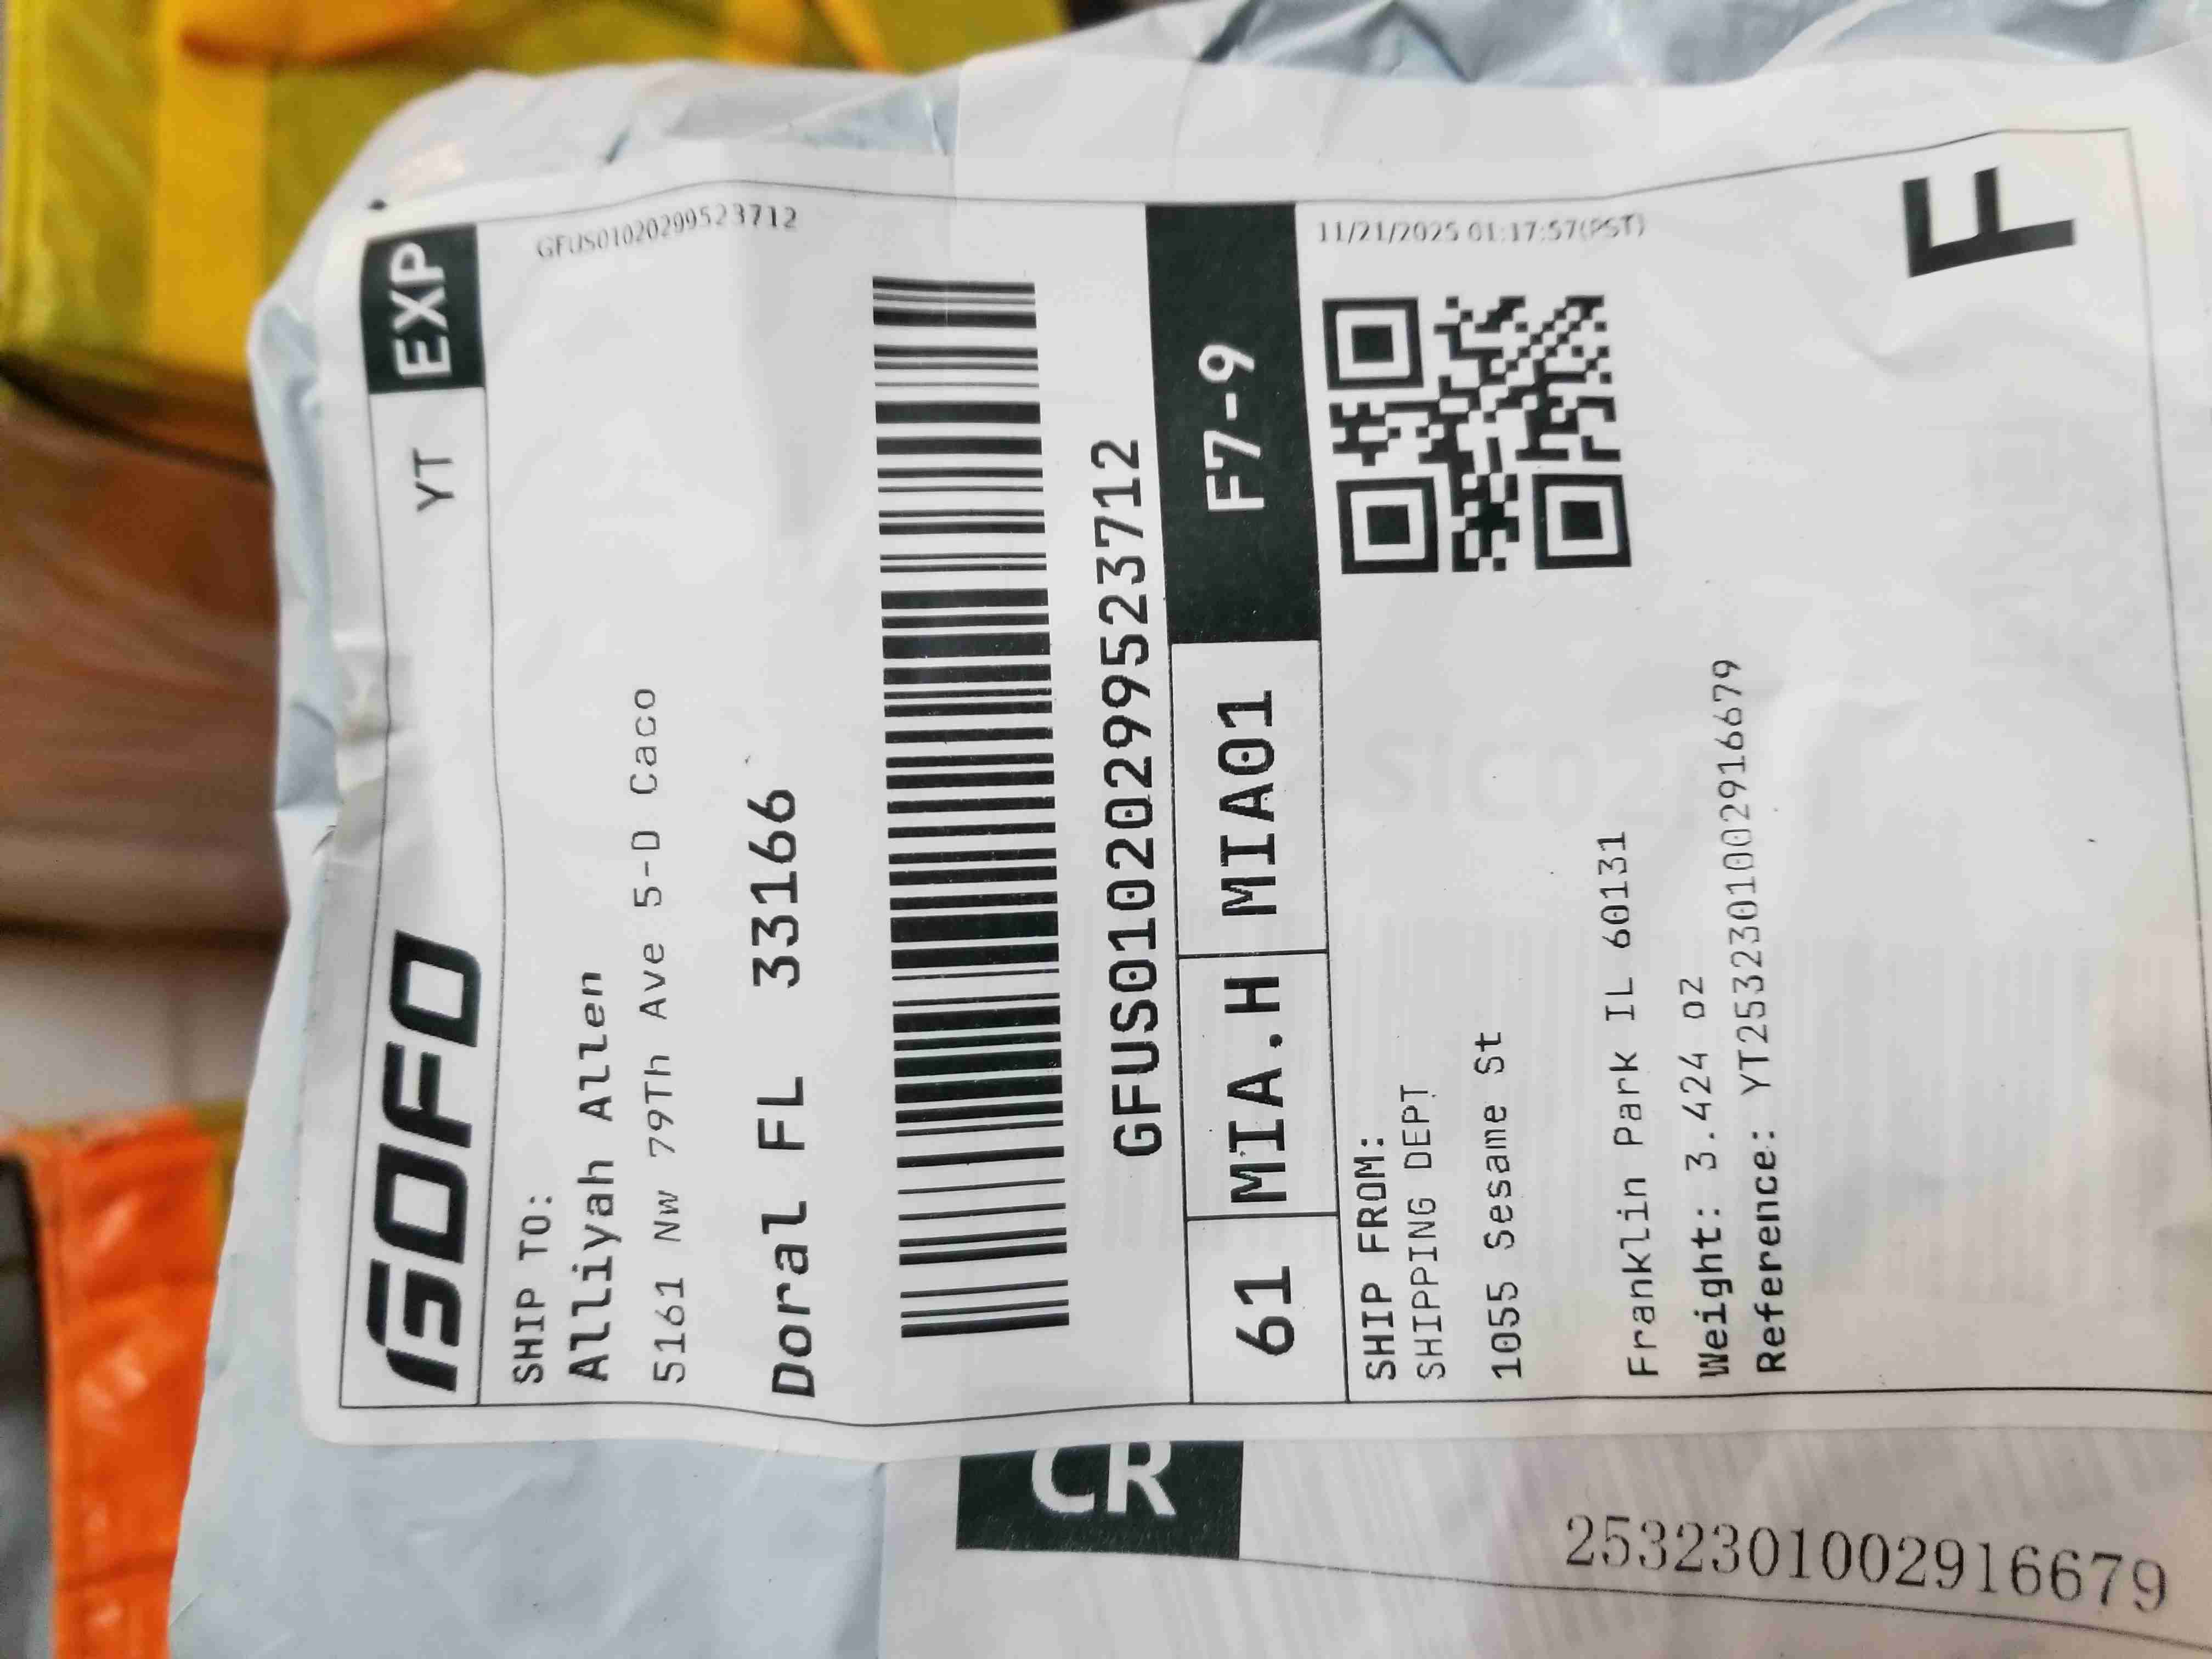 GOFO
YT
EXP
SHIP TO:
GFUS01020299523712
Alliyah Allen
5161 Nw 79Th Ave 5-D Caco
Doral FL 33166
GFUS01020299523712
61
MIA.H
MIA01
F7-9
SHIP FROM:
11/21/2025 01:17:57(PST)
SHIPPING DEPT
1055 Sesame St
Franklin Park IL 60131
Weight: 3.424 oz
Reference: YT2532301002916679
F
CR
2532301002916679